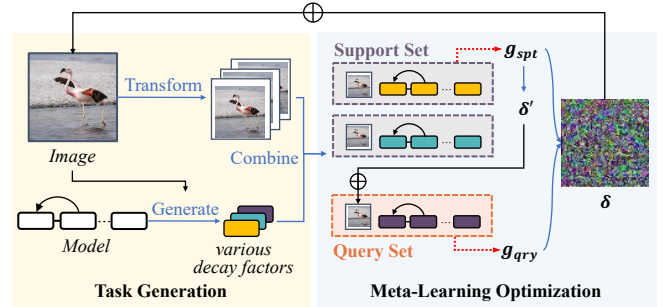 Support Set
g_spt
Transform
δ′
Image
Combine
Generate
Model
various
decay factors
Query Set
g_qry
δ
Task Generation
Meta-Learning Optimization